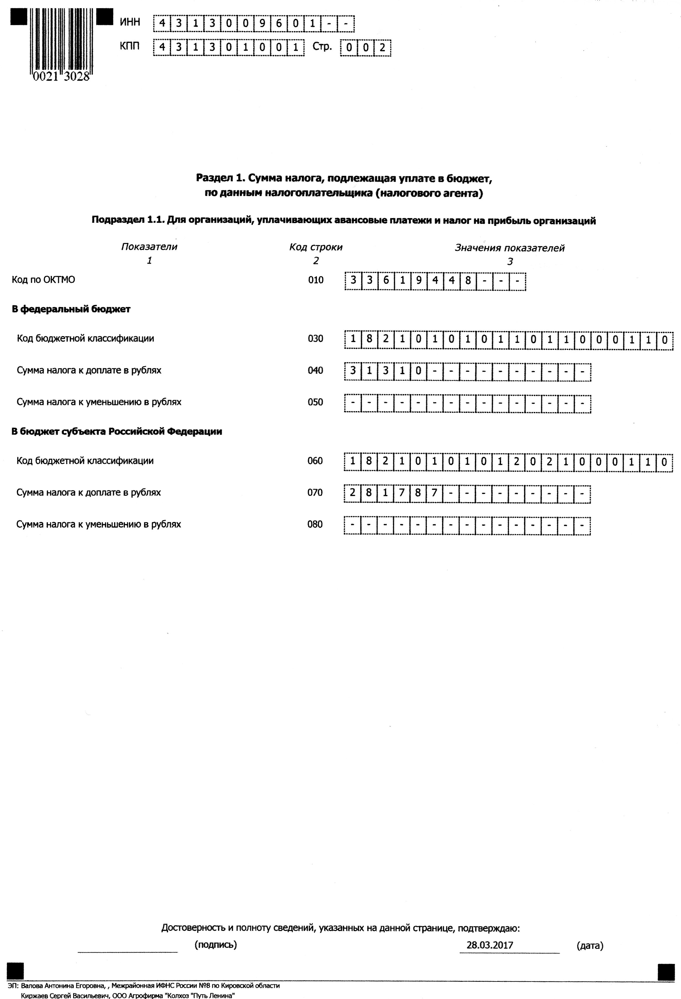 ИНН 4313009601--
КПП 431301001 Стр. 002
0021 3028
Раздел 1. Сумма налога, подлежащая уплате в бюджет,
по данным налогоплательщика (налогового агента)
Подраздел 1.1. Для организаций, уплачивающих авансовые платежи и налог на прибыль организаций
Показатели Код строки Значения показателей
1 2 3
Код по ОКТМО 010 33619448---
В федеральный бюджет
Код бюджетной классификации 030 18210101011011000110
Сумма налога к доплате в рублях 040 31310----------
Сумма налога к уменьшению в рублях 050 ---------------
В бюджет субъекта Российской Федерации
Код бюджетной классификации 060 18210101012021000110
Сумма налога к доплате в рублях 070 281787---------
Сумма налога к уменьшению в рублях 080 ---------------
Достоверность и полноту сведений, указанных на данной странице, подтверждаю:
(подпись) 28.03.2017 (дата)
ЭП: Валова Антонина Егоровна, , Межрайонная ИФНС России №8 по Кировской области
Киржаев Сергей Васильевич, ООО Агрофирма "Колхоз "Путь Ленина"